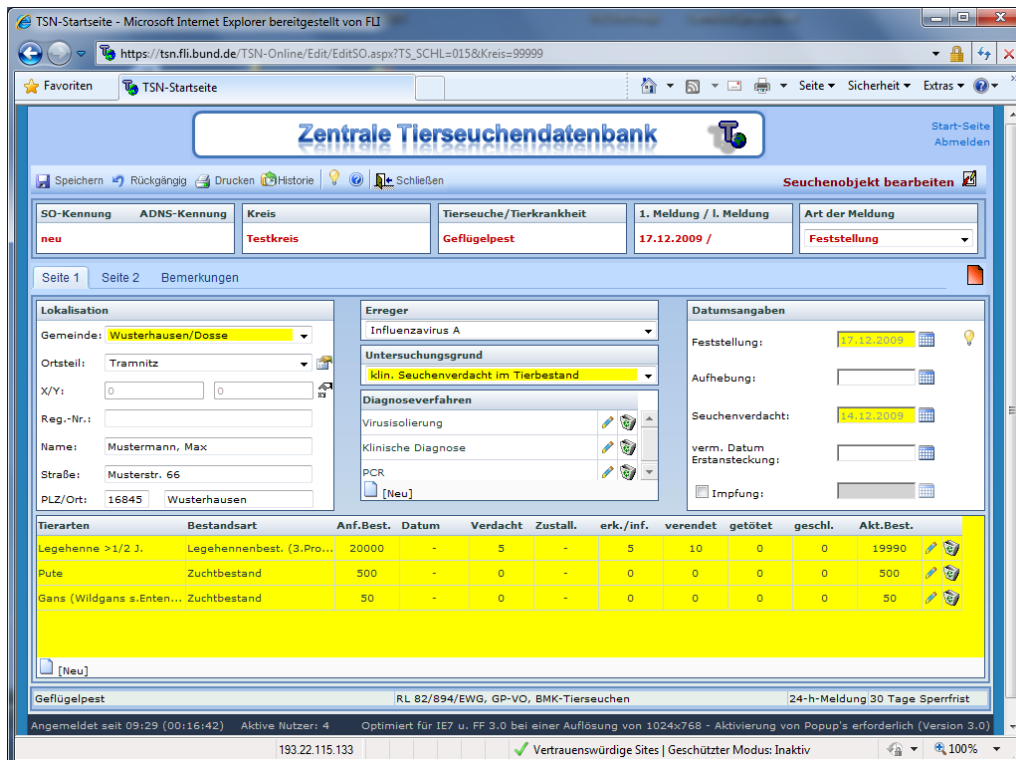 TSN-Startseite - Microsoft Internet Explorer bereitgestellt von FLI
https://tsn.fli.bund.de/TSN-Online/Edit/EditSO.aspx?TS_SCHL=015&Kreis=99999
Favoriten TSN-Startseite Seite Sicherheit Extras »
Zentrale Tierseuchendatenbank
Start-Seite
Abmelden
Speichern Rückgängig Drucken Historie Schließen Seuchenobjekt bearbeiten
SO-Kennung ADNS-Kennung Kreis Tierseuche/Tierkrankheit 1. Meldung / l. Meldung Art der Meldung
neu Testkreis Geflügelpest 17.12.2009 / Feststellung
Seite 1 Seite 2 Bemerkungen
Lokalisation
Gemeinde: Wusterhausen/Dosse
Ortsteil: Tramnitz
X/Y: 0 0
Reg.-Nr.:
Name: Mustermann, Max
Straße: Musterstr. 66
PLZ/Ort: 16845 Wusterhausen
Erreger
Influenzavirus A
Untersuchungsgrund
klin. Seuchenverdacht im Tierbestand
Diagnoseverfahren
Virusisolierung
Klinische Diagnose
PCR
[Neu]
Datumsangaben
Feststellung: 17.12.2009
Aufhebung:
Seuchenverdacht: 14.12.2009
verm. Datum
Erstansteckung:
Impfung:
Tierarten Bestandsart Anf.Best. Datum Verdacht Zustall. erk./inf. verendet getötet geschl. Akt.Best.
Legehenne >1/2 J. Legehennenbest. (3.Pro... 20000 - 5 - 5 10 0 0 19990
Pute Zuchtbestand 500 - 0 - 0 0 0 0 500
Gans (Wildgans s.Enten... Zuchtbestand 50 - 0 - 0 0 0 0 50
[Neu]
Geflügelpest RL 82/894/EWG, GP-VO, BMK-Tierseuchen 24-h-Meldung 30 Tage Sperrfrist
Angemeldet seit 09:29 (00:16:42) Aktive Nutzer: 4 Optimiert für IE7 u. FF 3.0 bei einer Auflösung von 1024x768 - Aktivierung von Popup's erforderlich (Version 3.0)
193.22.115.133 Vertrauenswürdige Sites | Geschützter Modus: Inaktiv 100%